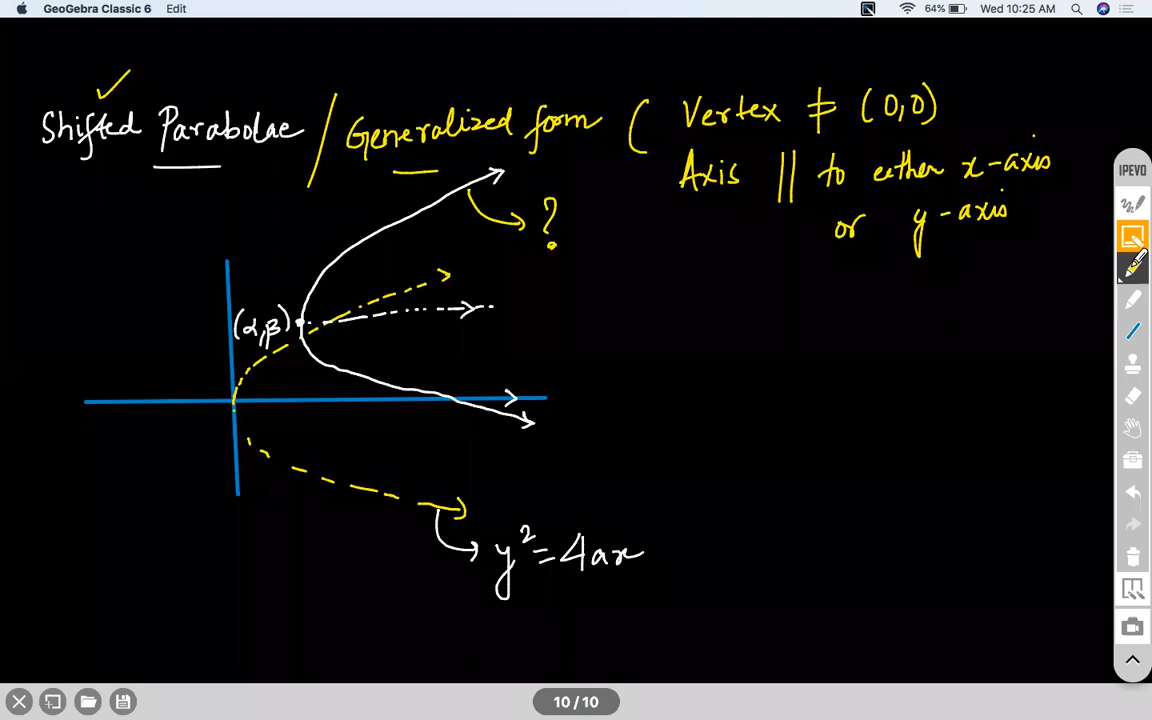 GeoGebra Classic 6 Edit 64% Wed 10:25 AM
Shifted Parabolae / Generalized form ( Vertex ≠ (0,0)
Axis || to either x-axis
or y-axis
IPEVO
?
(α,β)
y² = 4ax
10 / 10